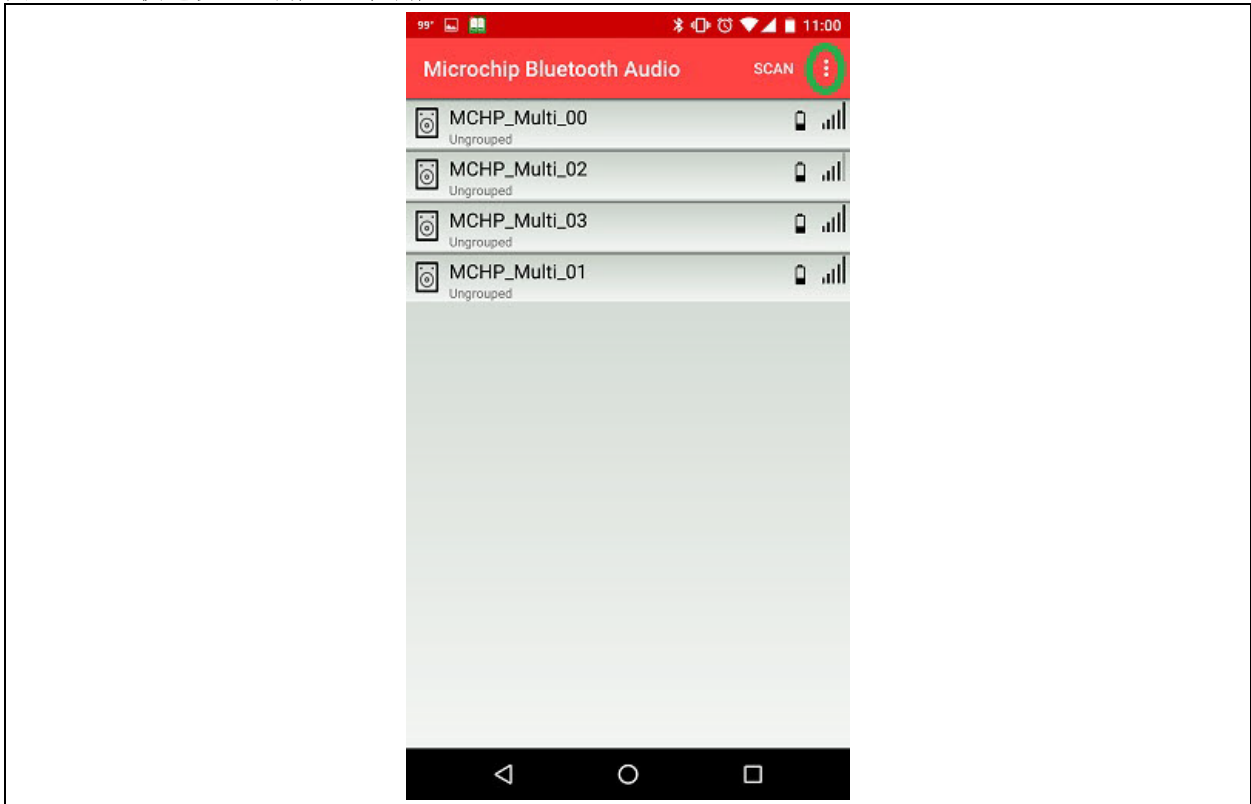 99° 11:00
Microchip Bluetooth Audio SCAN
MCHP_Multi_00
Ungrouped
MCHP_Multi_02
Ungrouped
MCHP_Multi_03
Ungrouped
MCHP_Multi_01
Ungrouped